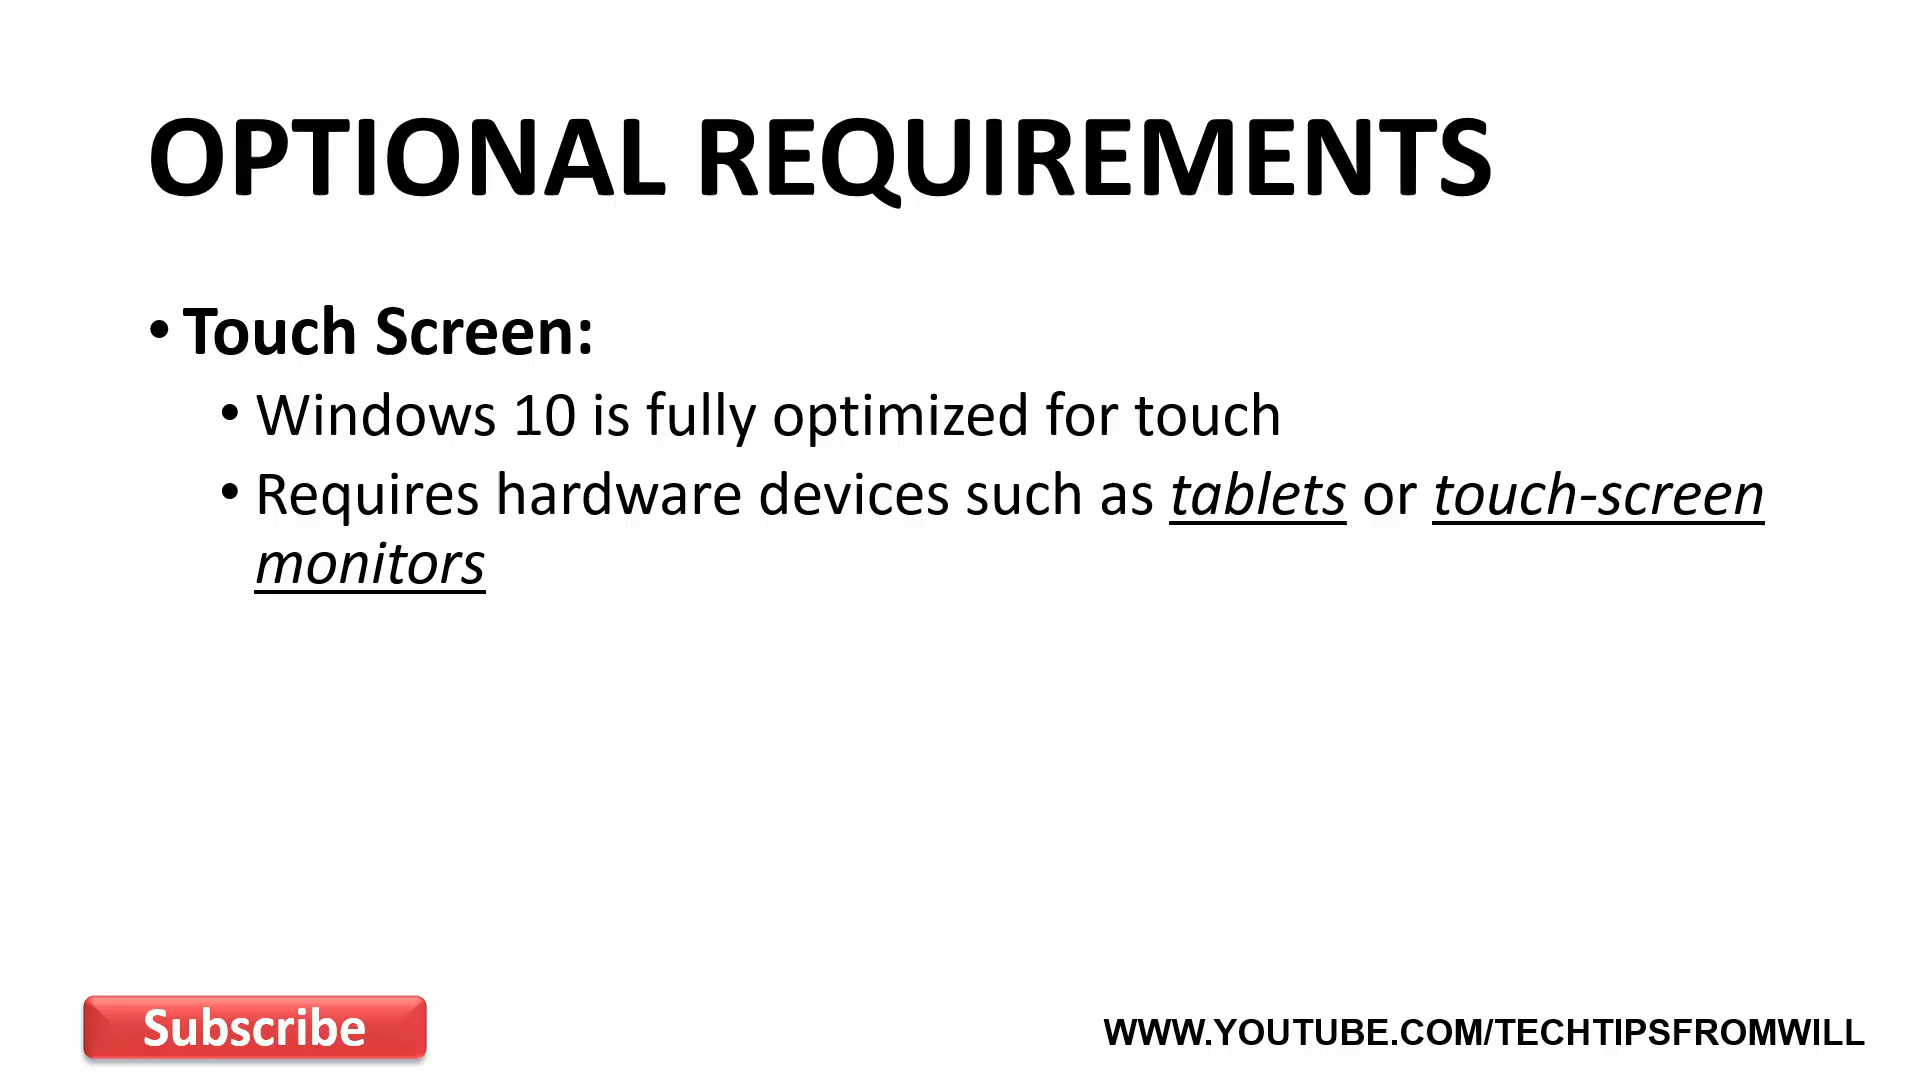 OPTIONAL REQUIREMENTS
• Touch Screen:
• Windows 10 is fully optimized for touch
• Requires hardware devices such as tablets or touch-screen
monitors
Subscribe
WWW.YOUTUBE.COM/TECHTIPSFROMWILL